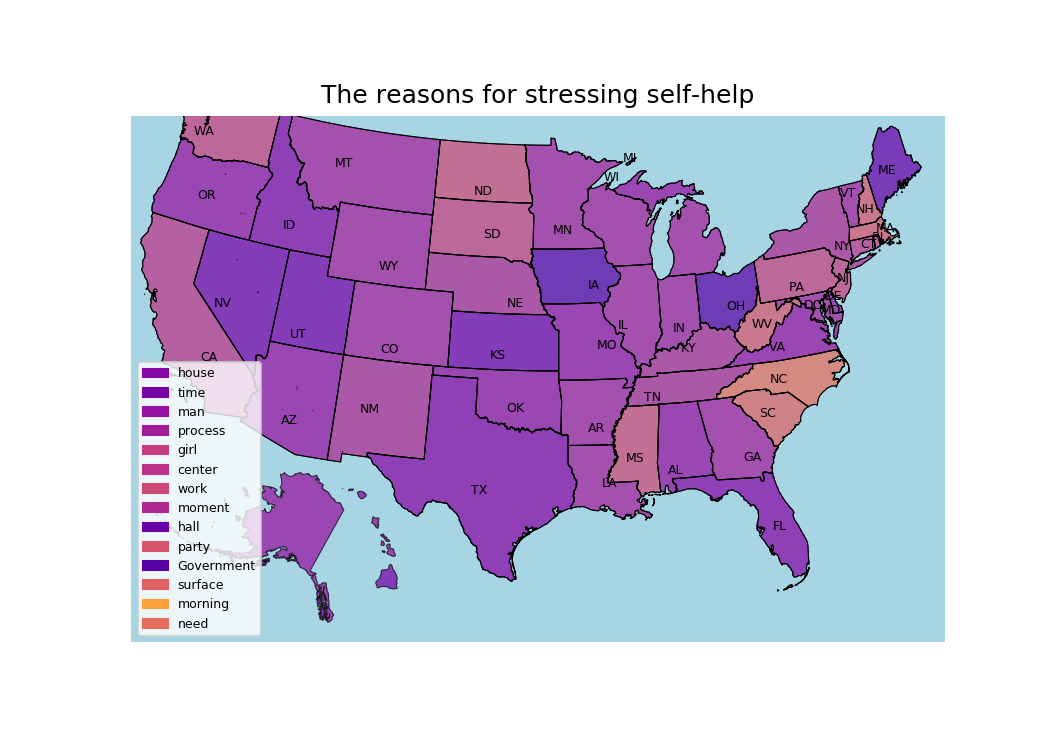 The reasons for stressing self-help
WA
MT
ND
MN
WI
MI
ME
OR
ID
SD
WY
VT
NH
MA
NY
CT
RI
NV
UT
CO
NE
IA
IL
IN
OH
PA
NJ
DE
MD
DC
WV
VA
CA
KS
MO
KY
AZ
NM
OK
AR
TN
NC
SC
TX
LA
MS
AL
GA
FL
house
time
man
process
girl
center
work
moment
hall
party
Government
surface
morning
need